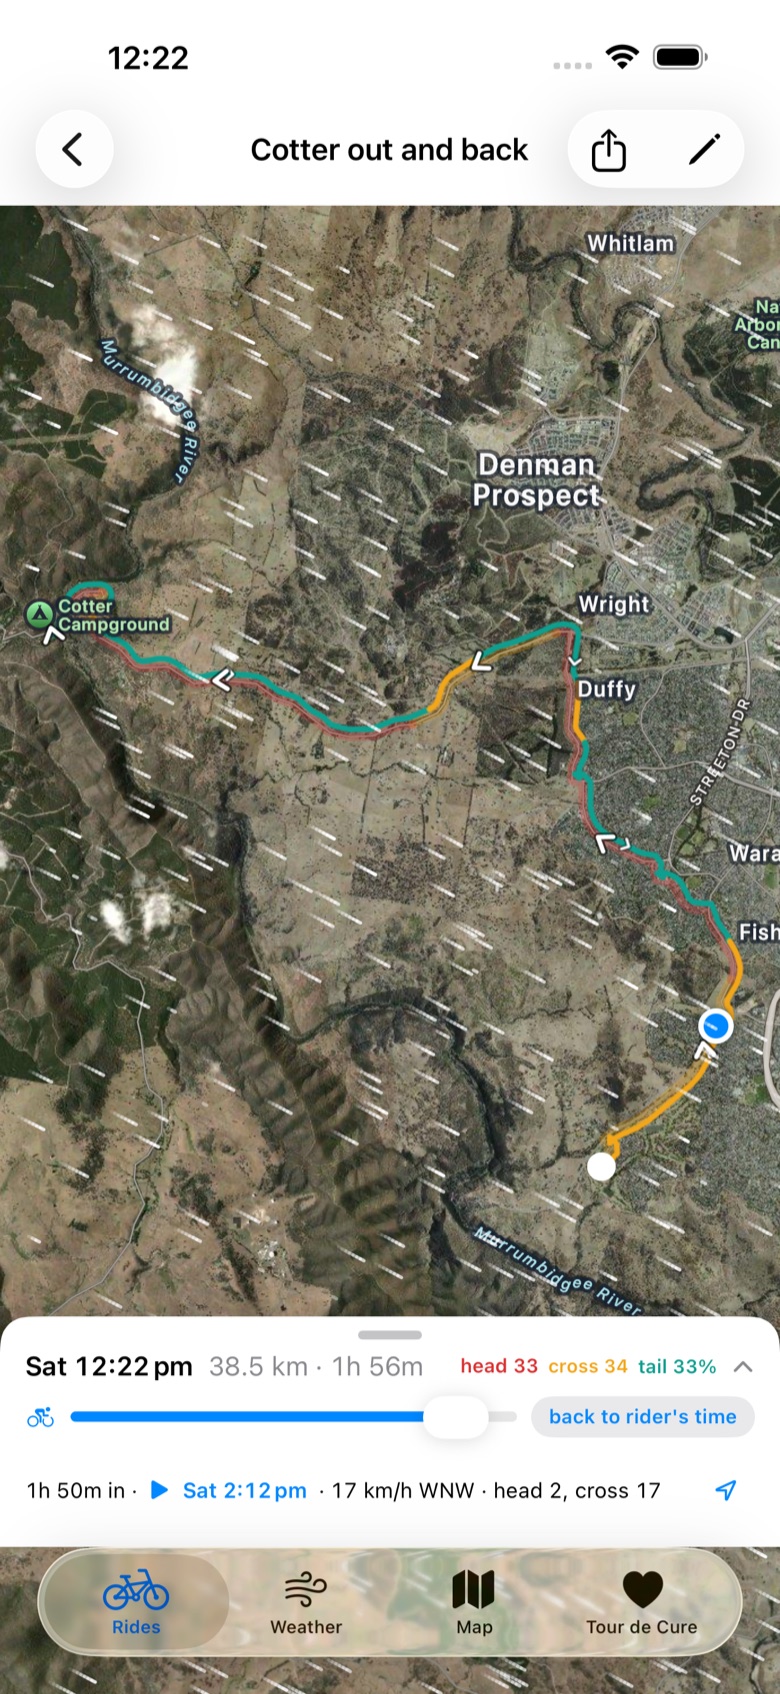 12:22
Cotter out and back
Whitlam
Na
Arbor
Can
Murrumbidgee River
Denman
Prospect
Cotter
Campground
Wright
Duffy
STREETON DR
Wara
Fish
Murrumbidgee River
Sat 12:22 pm 38.5 km · 1h 56m head 33 cross 34 tail 33%
back to rider's time
1h 50m in · Sat 2:12 pm · 17 km/h WNW · head 2, cross 17
Rides
Weather
Map
Tour de Cure